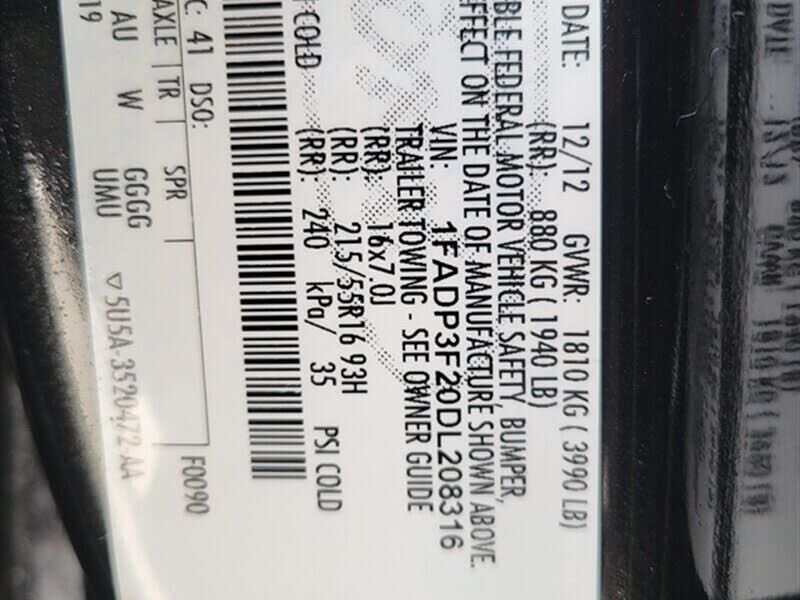 DATE: 12/12 GVWR: 1810 KG ( 3990 LB)
(RR): 880 KG ( 1940 LB)
BLE FEDERAL MOTOR VEHICLE SAFETY, BUMPER,
FFECT ON THE DATE OF MANUFACTURE SHOWN ABOVE.
VIN: 1FADP3F20DL208316
TRAILER TOWING - SEE OWNER GUIDE
(RR): 16x7.0J
(RR): 215/55R16 93H
COLD (RR): 240 kPa/ 35 PSI COLD
C: 41 DSO: F0090
AXLE TR SPR
AU W GGGG
19 UMU
▽ 5U5A-3520472-AA